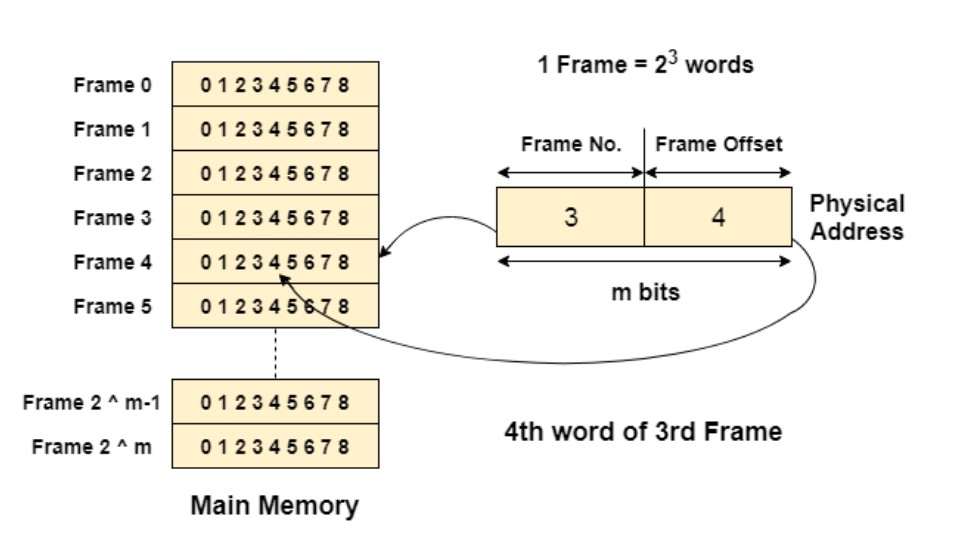 1 Frame = 2³ words
Frame 0 0 1 2 3 4 5 6 7 8
Frame 1 0 1 2 3 4 5 6 7 8
Frame 2 0 1 2 3 4 5 6 7 8
Frame 3 0 1 2 3 4 5 6 7 8
Frame 4 0 1 2 3 4 5 6 7 8
Frame 5 0 1 2 3 4 5 6 7 8
Frame 2 ^ m-1 0 1 2 3 4 5 6 7 8
Frame 2 ^ m 0 1 2 3 4 5 6 7 8
Main Memory
Frame No. Frame Offset
3 4
Physical
Address
m bits
4th word of 3rd Frame